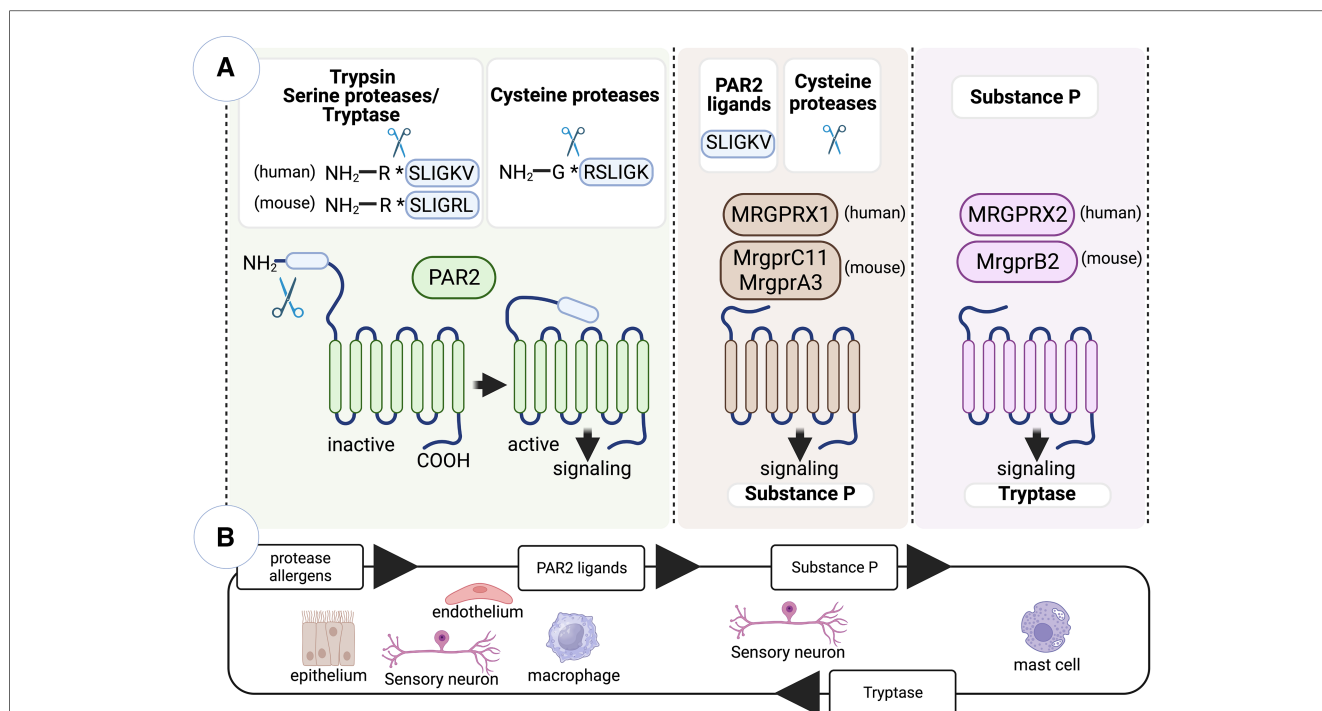 A
Trypsin
Serine proteases/
Tryptase
(human) NH2—R * SLIGKV
(mouse) NH2—R * SLIGRL
Cysteine proteases
NH2—G * RSLIGK
NH2
PAR2
inactive
COOH
active
signaling
PAR2
ligands
SLIGKV
Cysteine
proteases
MRGPRX1 (human)
MrgprC11
MrgprA3
(mouse)
signaling
Substance P
Substance P
MRGPRX2 (human)
MrgprB2 (mouse)
signaling
Tryptase
B
protease
allergens
PAR2 ligands
Substance P
endothelium
epithelium
Sensory neuron
macrophage
Sensory neuron
mast cell
Tryptase